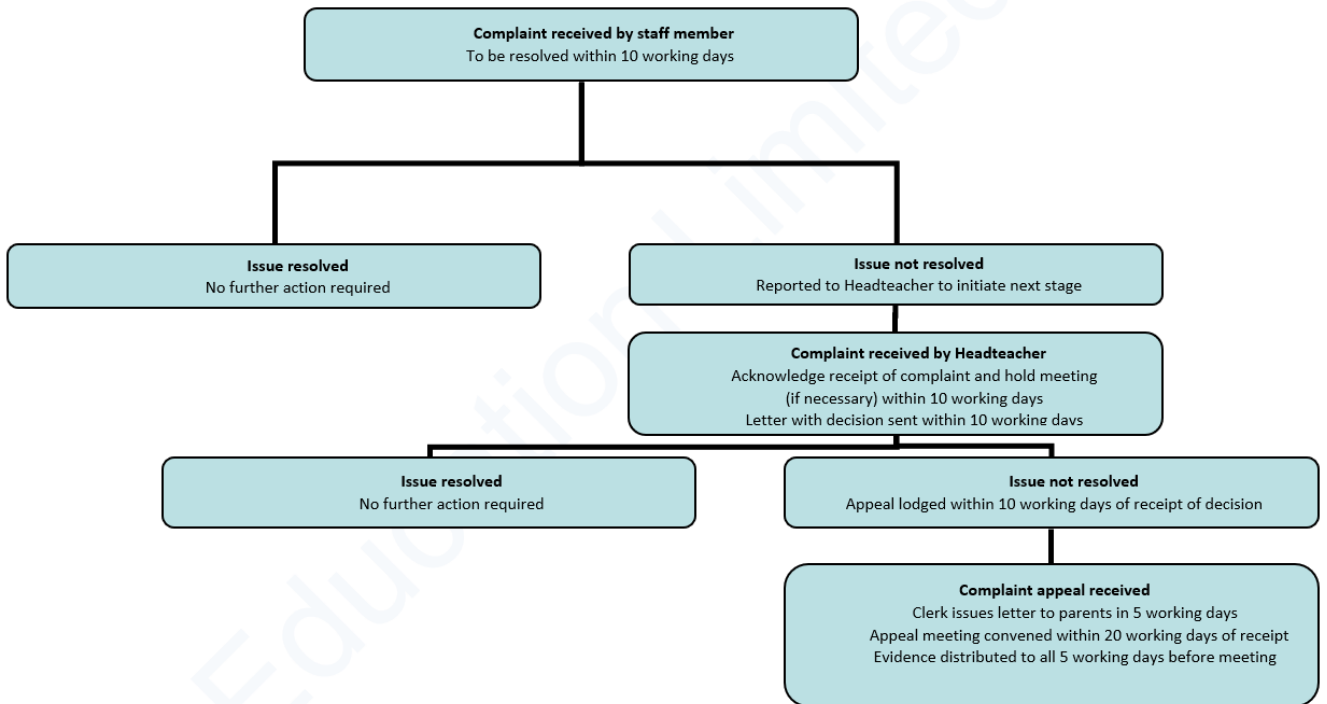 Complaint received by staff member
To be resolved within 10 working days
Issue resolved
No further action required
Issue not resolved
Reported to Headteacher to initiate next stage
Complaint received by Headteacher
Acknowledge receipt of complaint and hold meeting
(if necessary) within 10 working days
Letter with decision sent within 10 working days
Issue resolved
No further action required
Issue not resolved
Appeal lodged within 10 working days of receipt of decision
Complaint appeal received
Clerk issues letter to parents in 5 working days
Appeal meeting convened within 20 working days of receipt
Evidence distributed to all 5 working days before meeting
Education Limited